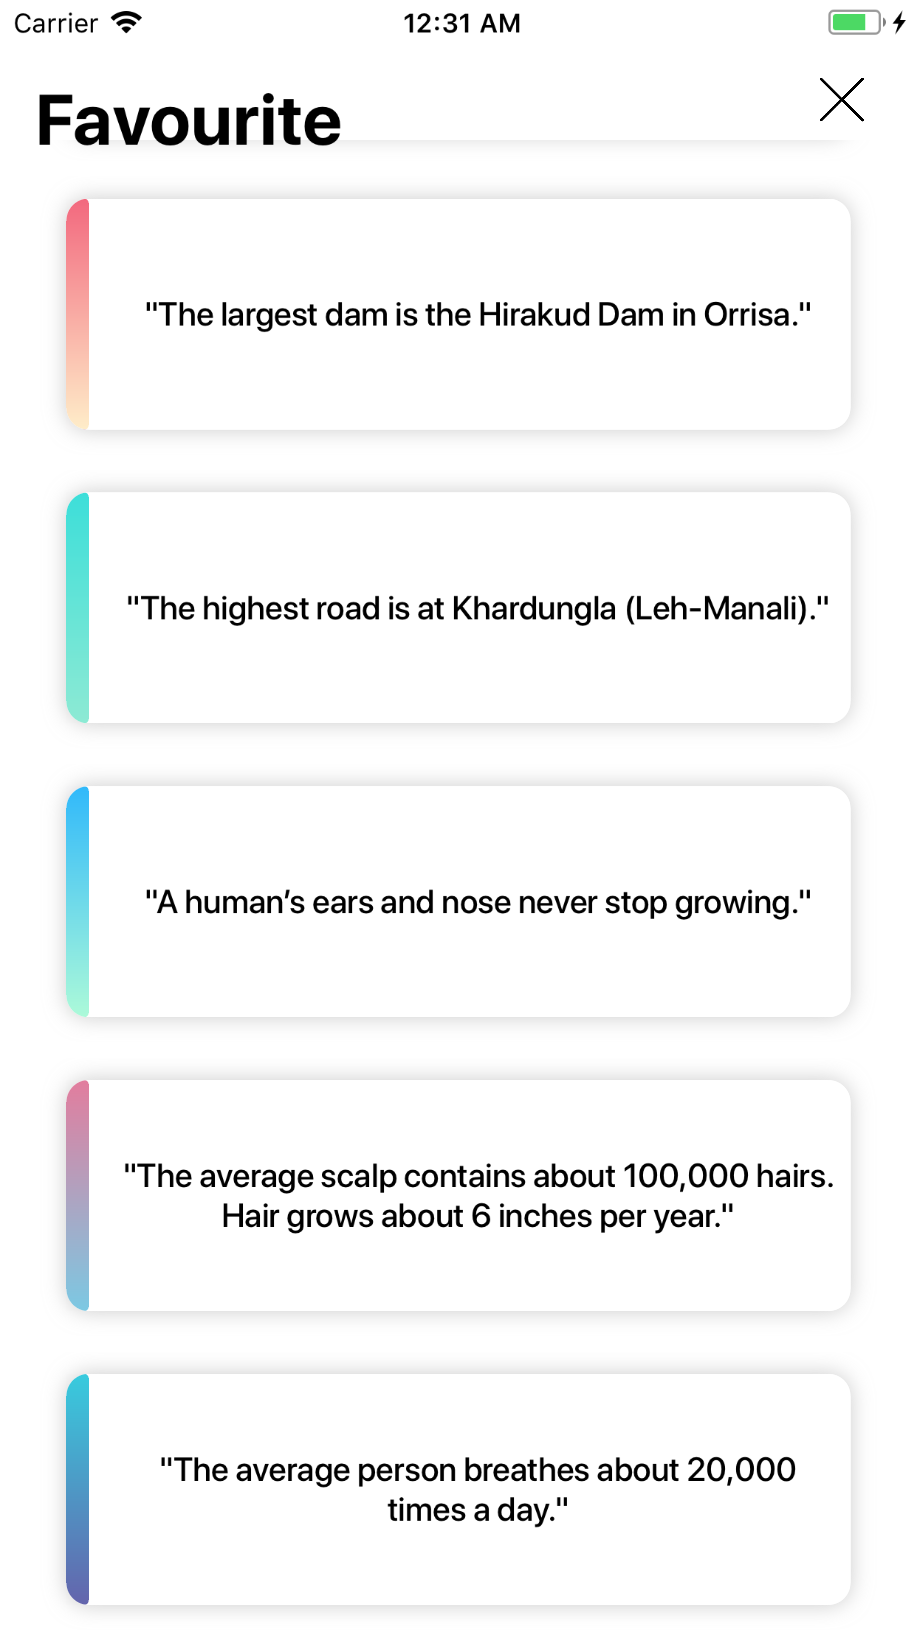 Carrier 12:31 AM
Favourite
"The largest dam is the Hirakud Dam in Orrisa."
"The highest road is at Khardungla (Leh-Manali)."
"A human’s ears and nose never stop growing."
"The average scalp contains about 100,000 hairs.
Hair grows about 6 inches per year."
"The average person breathes about 20,000
times a day."